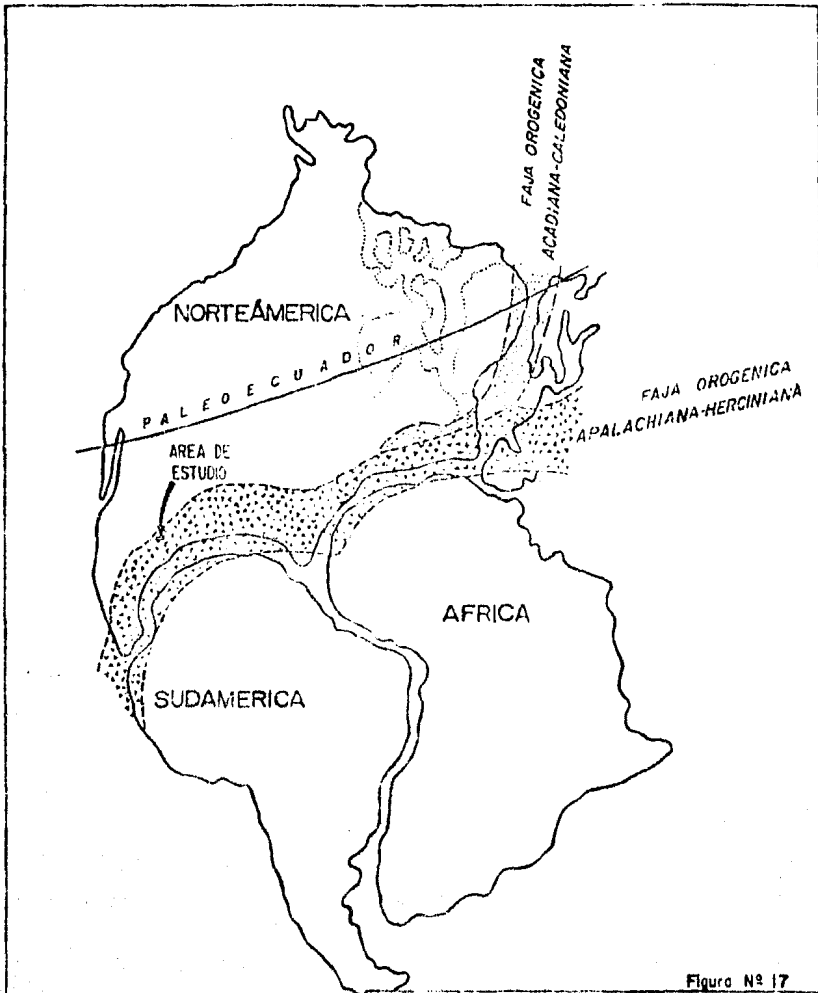 FAJA OROGENICA
ACADIANA-CALEDONIANA
NORTEÁMERICA
PALEOECUADOR
FAJA OROGENICA
APALACHIANA-HERCINIANA
AREA DE
ESTUDIO
AFRICA
SUDAMERICA
Figura Nº 17